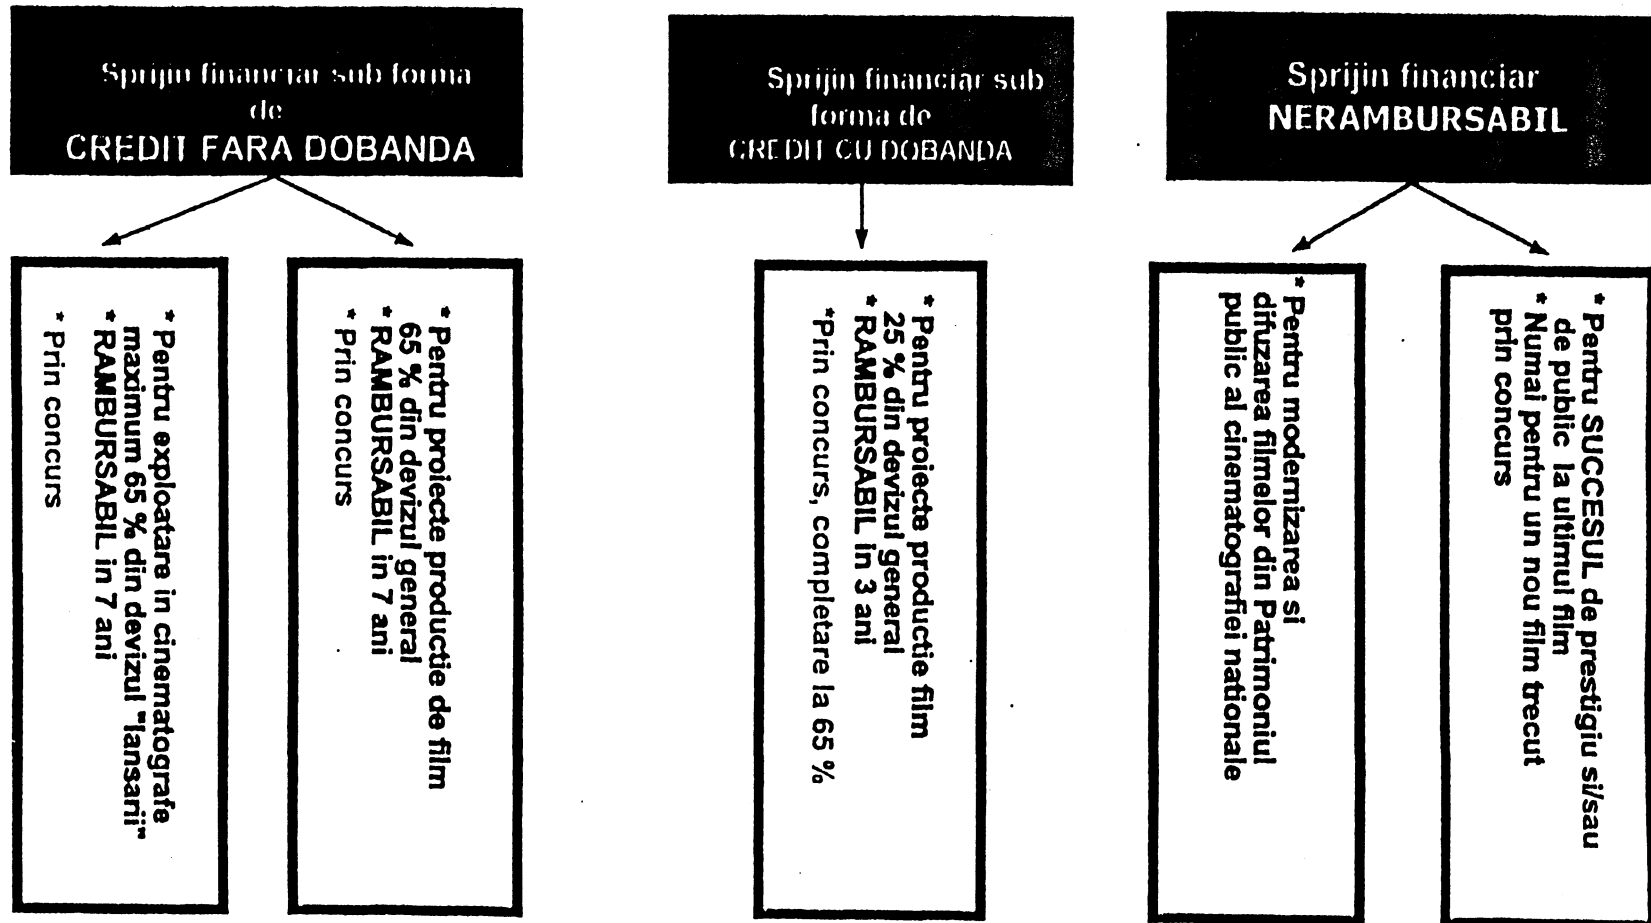 Sprijin financiar sub forma
de
CREDIT FARA DOBANDA
Sprijin financiar sub
forma de
CREDIT CU DOBANDA
Sprijin financiar
NERAMBURSABIL
* Pentru exploatare in cinematografe
maximum 65 % din devizul "lansarii"
* RAMBURSABIL in 7 ani
* Prin concurs
* Pentru proiecte productie de film
65 % din devizul general
* RAMBURSABIL in 7 ani
* Prin concurs
* Pentru proiecte productie film
25 % din devizul general
* RAMBURSABIL in 3 ani
*Prin concurs, completare la 65 %
* Pentru modernizarea si
difuzarea filmelor din Patrimoniul
public al cinematografiei nationale
* Pentru SUCCESUL de prestigiu si/sau
de public la ultimul film
* Numai pentru un nou film trecut
prin concurs